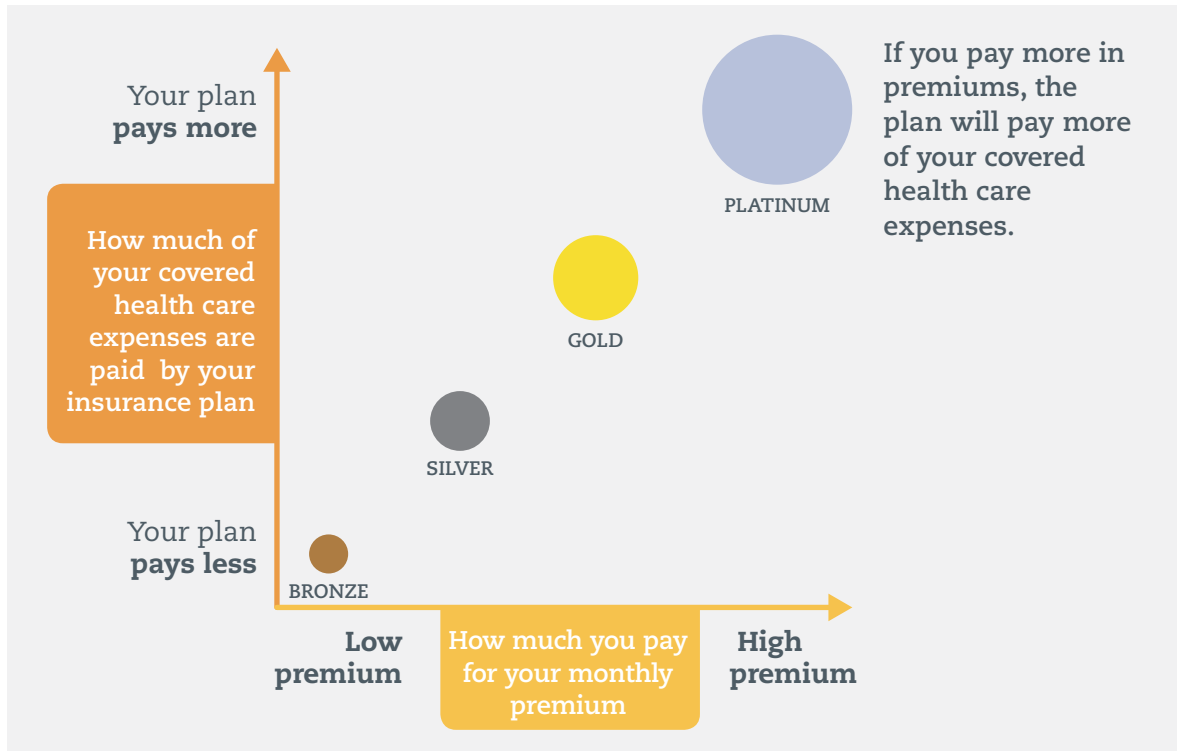 Your plan
pays more
How much of
your covered
health care
expenses are
paid by your
insurance plan
Your plan
pays less
PLATINUM
GOLD
SILVER
BRONZE
If you pay more in
premiums, the
plan will pay more
of your covered
health care
expenses.
Low
premium
How much you pay
for your monthly
premium
High
premium